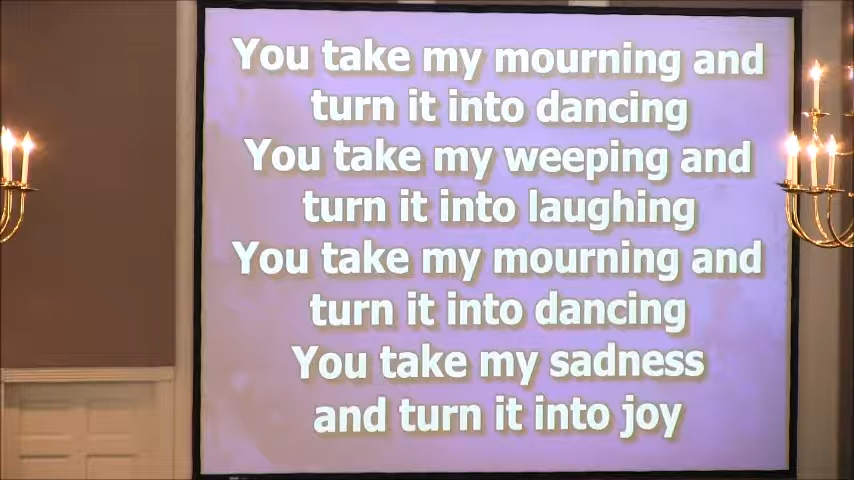 You take my mourning and
turn it into dancing
You take my weeping and
turn it into laughing
You take my mourning and
turn it into dancing
You take my sadness
and turn it into joy